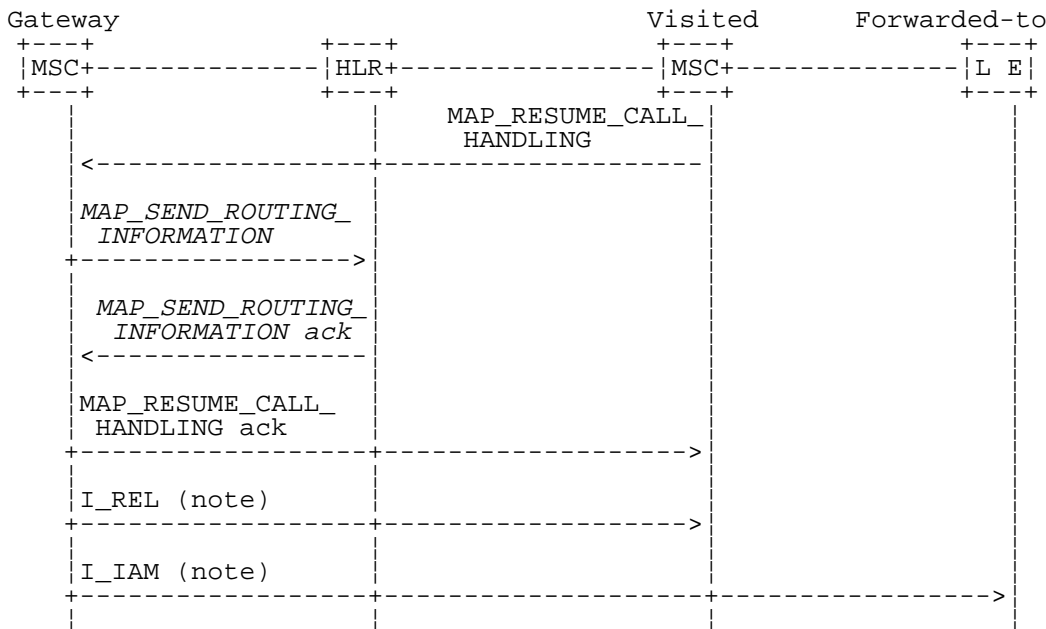 Gateway Visited Forwarded-to
MSC HLR MSC L E
MAP_RESUME_CALL_
HANDLING
MAP_SEND_ROUTING_
INFORMATION
MAP_SEND_ROUTING_
INFORMATION ack
MAP_RESUME_CALL_
HANDLING ack
I_REL (note)
I_IAM (note)